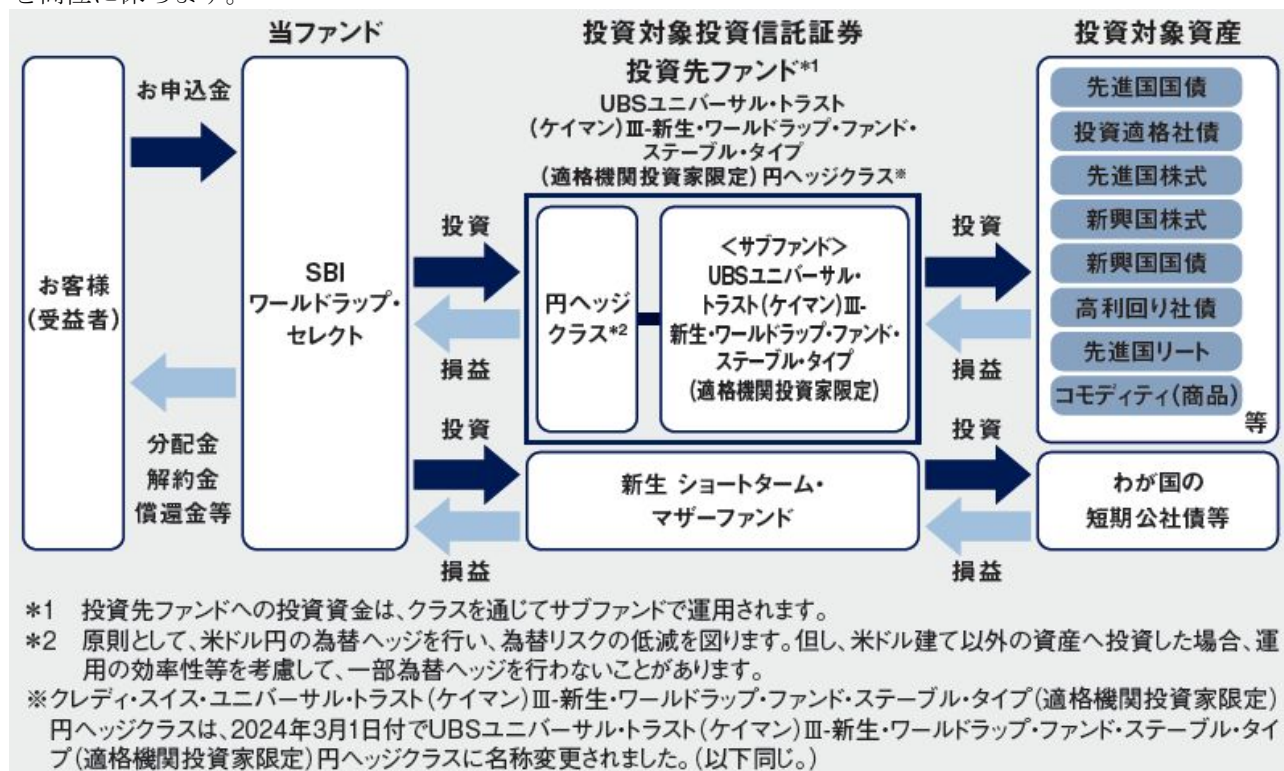 を高位に保ちます。
当ファンド
投資対象投資信託証券
投資対象資産
投資先ファンド*1
UBSユニバーサル・トラスト
(ケイマン)Ⅲ-新生・ワールドラップ・ファンド・
ステーブル・タイプ
(適格機関投資家限定)円ヘッジクラス※
お客様
(受益者)
お申込金
分配金
解約金
償還金等
SBI
ワールドラップ・
セレクト
投資
損益
投資
損益
円ヘッジ
クラス*2
<サブファンド>
UBSユニバーサル・
トラスト(ケイマン)Ⅲ-
新生・ワールドラップ・ファンド・
ステーブル・タイプ
(適格機関投資家限定)
新生 ショートターム・
マザーファンド
投資
損益
投資
損益
先進国国債
投資適格社債
先進国株式
新興国株式
新興国国債
高利回り社債
先進国リート
コモディティ(商品)
等
わが国の
短期公社債等
*1 投資先ファンドへの投資資金は、クラスを通じてサブファンドで運用されます。
*2 原則として、米ドル円の為替ヘッジを行い、為替リスクの低減を図ります。但し、米ドル建て以外の資産へ投資した場合、運
用の効率性等を考慮して、一部為替ヘッジを行わないことがあります。
※クレディ・スイス・ユニバーサル・トラスト(ケイマン)Ⅲ-新生・ワールドラップ・ファンド・ステーブル・タイプ(適格機関投資家限定)
円ヘッジクラスは、2024年3月1日付でUBSユニバーサル・トラスト(ケイマン)Ⅲ-新生・ワールドラップ・ファンド・ステーブル・タイ
プ(適格機関投資家限定)円ヘッジクラスに名称変更されました。(以下同じ。)